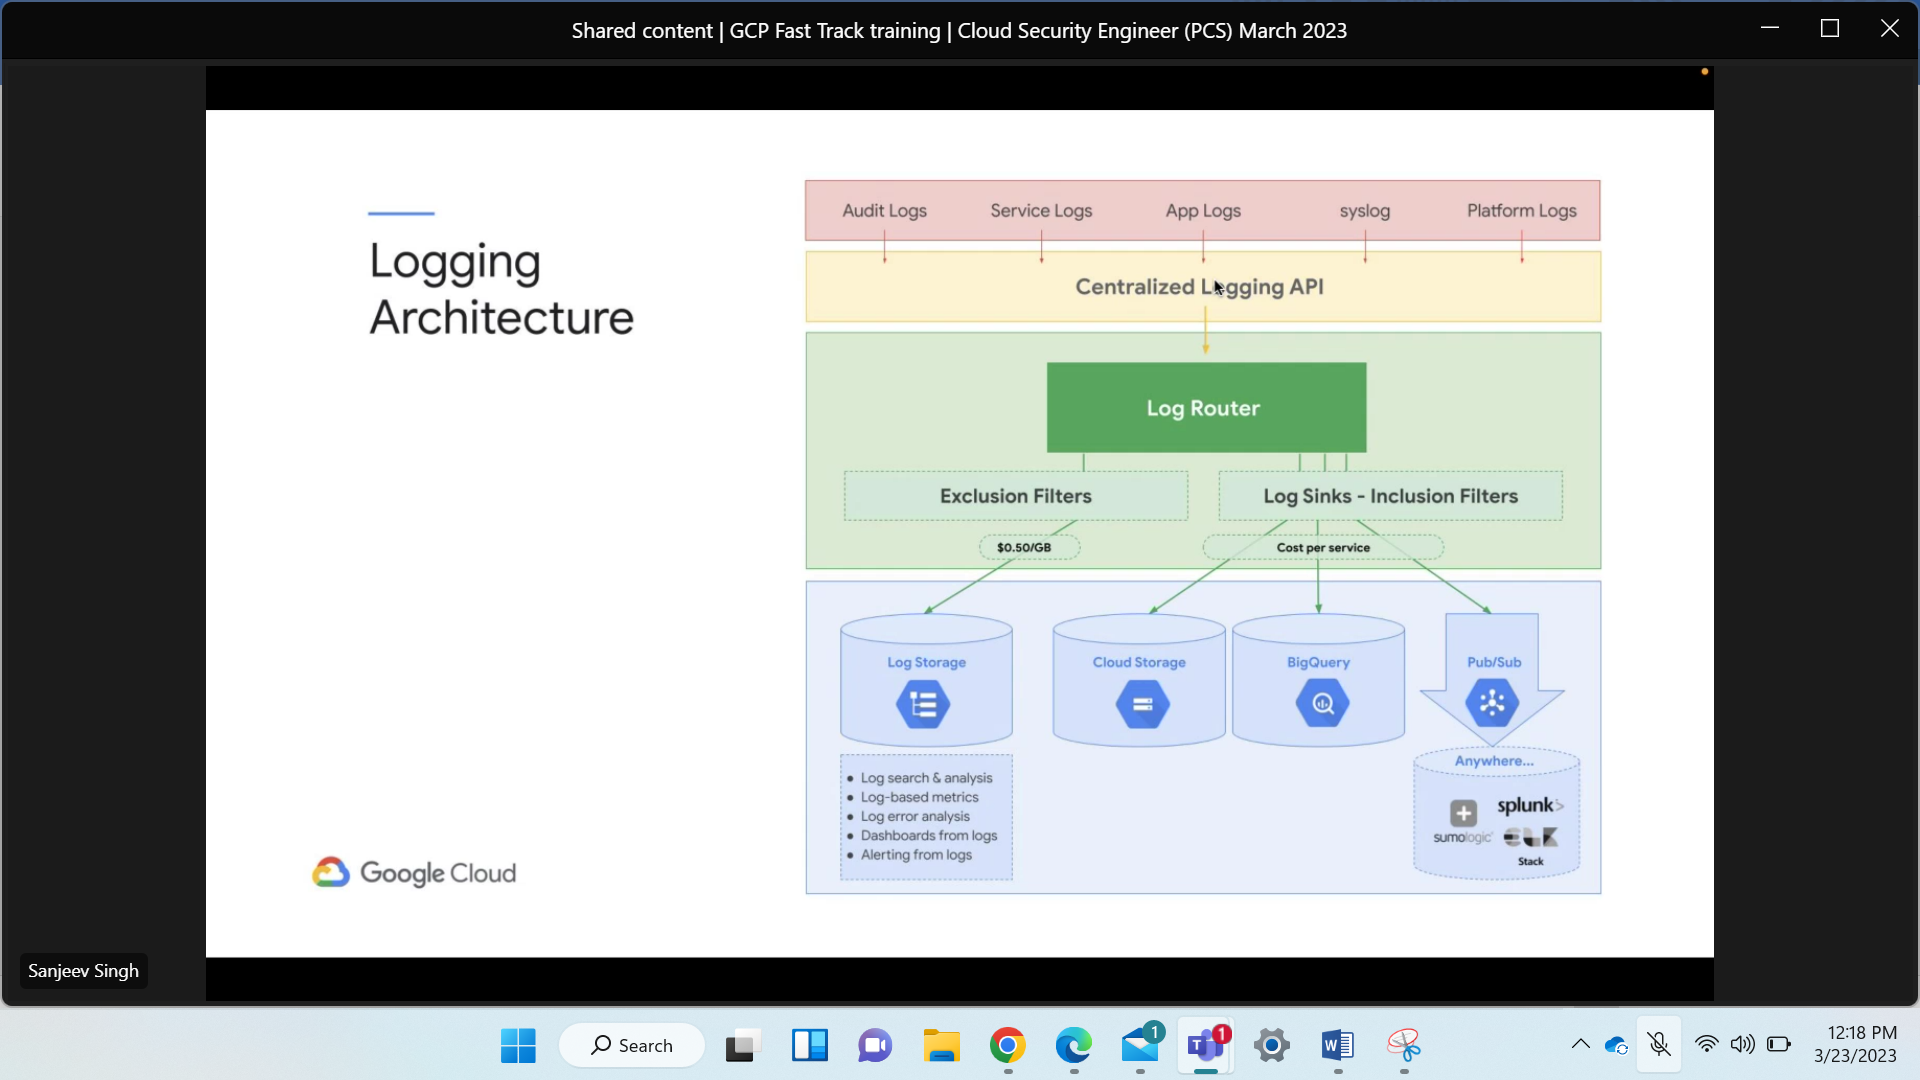 Shared content | GCP Fast Track training | Cloud Security Engineer (PCS) March 2023
Logging
Architecture
Audit Logs
Service Logs
App Logs
syslog
Platform Logs
Centralized Logging API
Log Router
Exclusion Filters
Log Sinks - Inclusion Filters
$0.50/GB
Cost per service
Log Storage
Cloud Storage
BigQuery
Pub/Sub
• Log search & analysis
• Log-based metrics
• Log error analysis
• Dashboards from logs
• Alerting from logs
Anywhere...
splunk>
sumologic
ELK
Stack
Google Cloud
Sanjeev Singh
Search
1
T
1
W
12:18 PM
3/23/2023